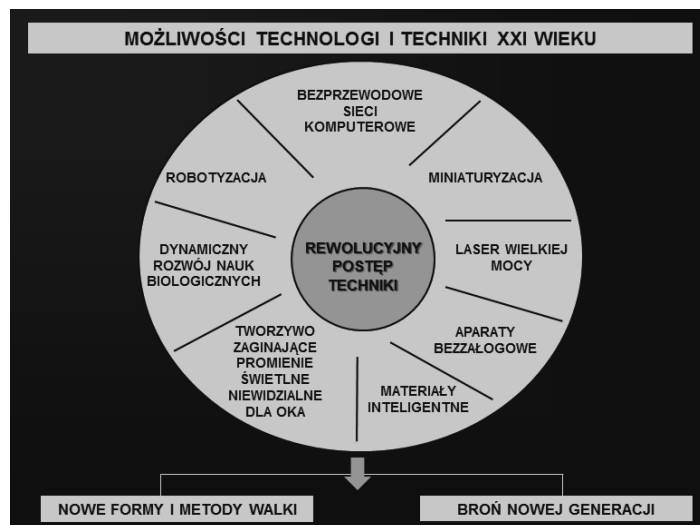 MOŻLIWOŚCI TECHNOLOGI I TECHNIKI XXI WIEKU
BEZPRZEWODOWE
SIECI
KOMPUTEROWE
ROBOTYZACJA
MINIATURYZACJA
DYNAMICZNY
ROZWÓJ NAUK
BIOLOGICZNYCH
REWOLUCYJNY
POSTĘP
TECHNIKI
LASER WIELKIEJ
MOCY
TWORZYWO
ZAGINAJĄCE
PROMIENIE
ŚWIETLNE
NIEWIDZIALNE
DLA OKA
APARATY
BEZZAŁOGOWE
MATERIAŁY
INTELIGENTNE
NOWE FORMY I METODY WALKI
BROŃ NOWEJ GENERACJI